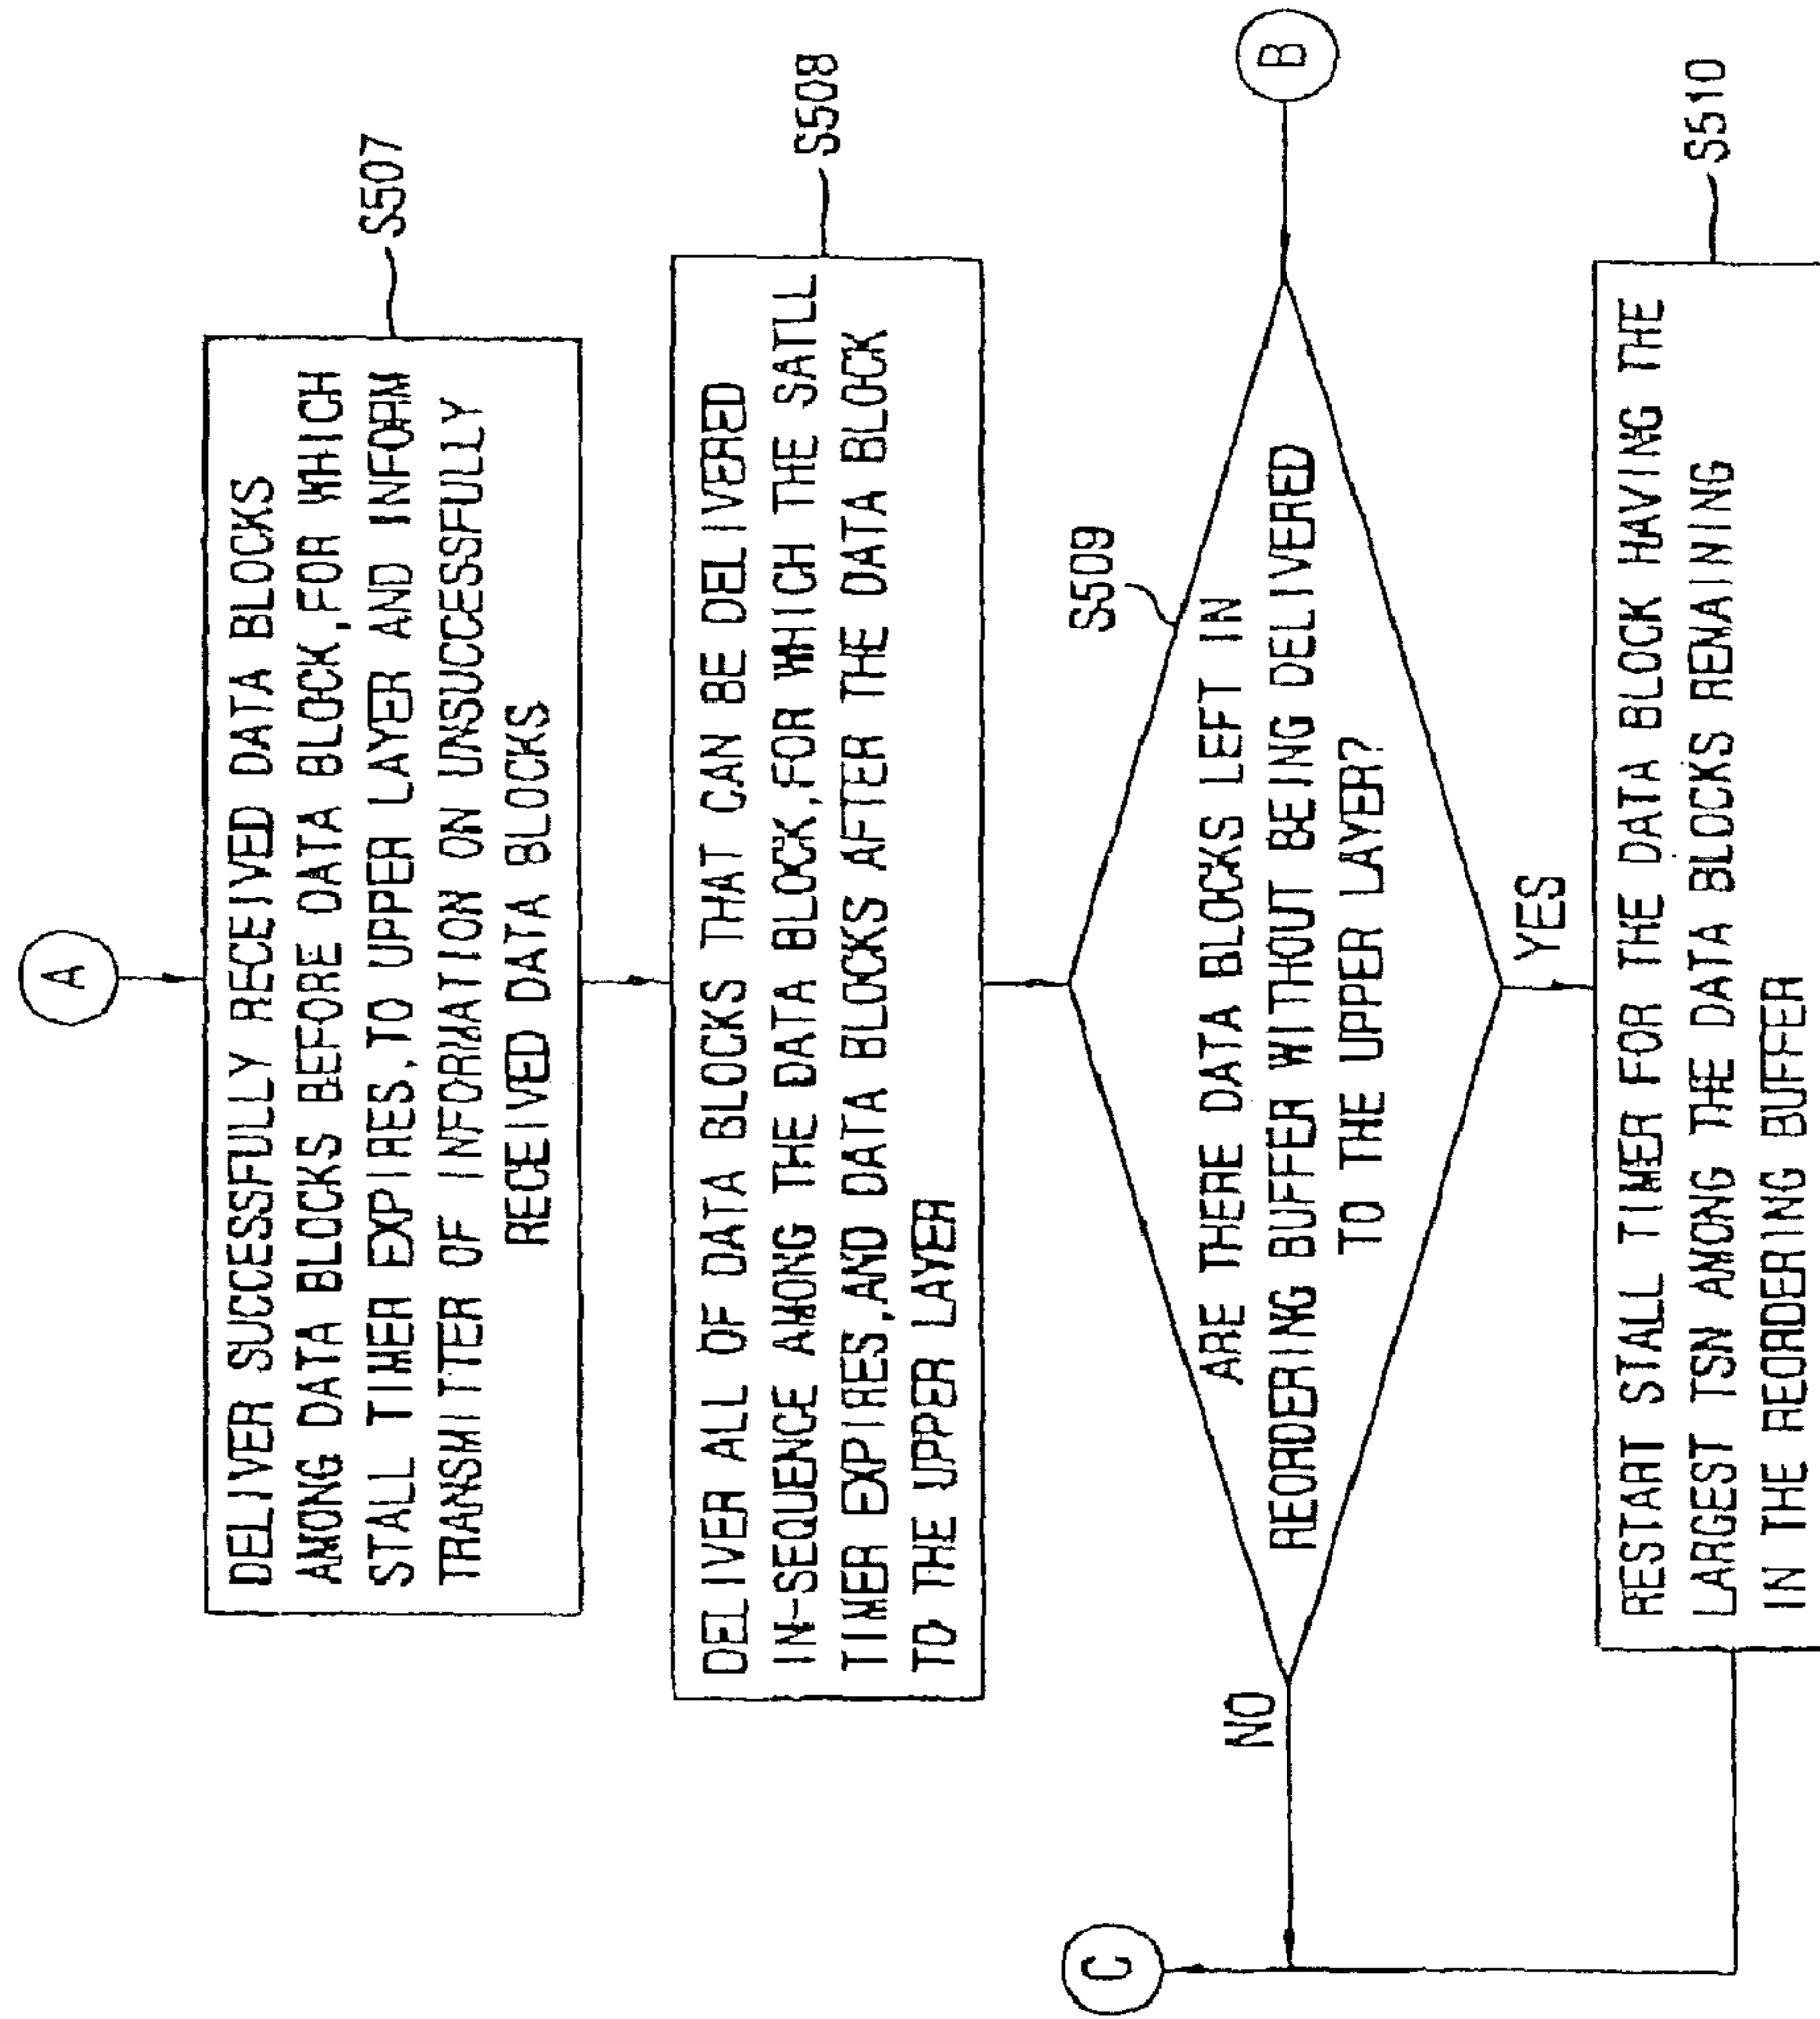 A
DELIVER SUCCESSFULLY RECEIVED DATA BLOCKS
AMONG DATA BLOCKS BEFORE DATA BLOCK,FOR WHICH
STALL TIMER EXPIRES,TO UPPER LAYER AND INFORM
TRANSMITTER OF INFORMATION ON UNSUCCESSFULLY
RECEIVED DATA BLOCKS
S507
DELIVER ALL OF DATA BLOCKS THAT CAN BE DELIVERED
IN-SEQUENCE AMONG THE DATA BLOCK,FOR WHICH THE SATLL
TIMER EXPIRES,AND DATA BLOCKS AFTER THE DATA BLOCK
TO THE UPPER LAYER
S508
S509
ARE THERE DATA BLOCKS LEFT IN
REORDERING BUFFER WITHOUT BEING DELIVERED
TO THE UPPER LAYER?
B
NO
C
YES
RESTART STALL TIMER FOR THE DATA BLOCK HAVING THE
LARGEST TSN AMONG THE DATA BLOCKS REMAINING
IN THE REORDERING BUFFER
S510